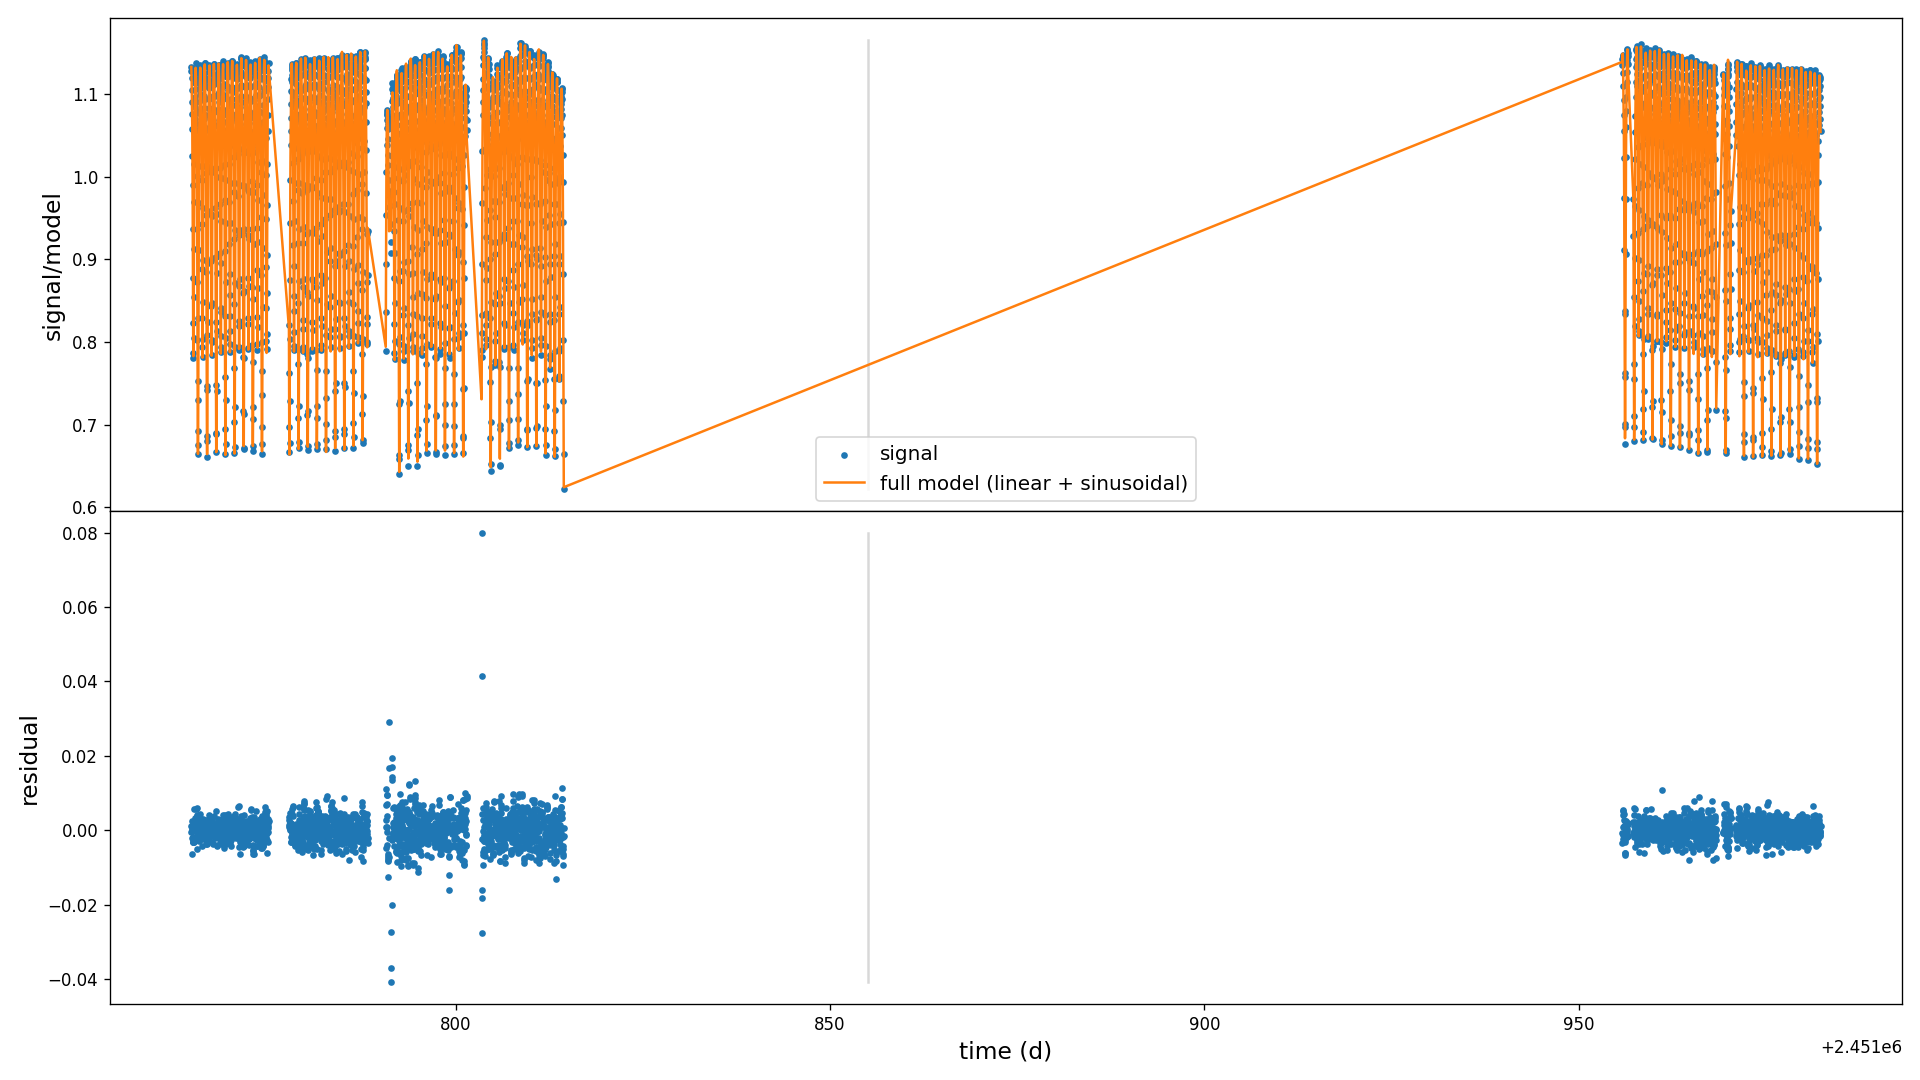 signal/model
1.1
1.0
0.9
0.8
0.7
0.6
signal
full model (linear + sinusoidal)
residual
0.08
0.06
0.04
0.02
0.00
−0.02
−0.04
800
850
900
950
time (d)
+2.451e6